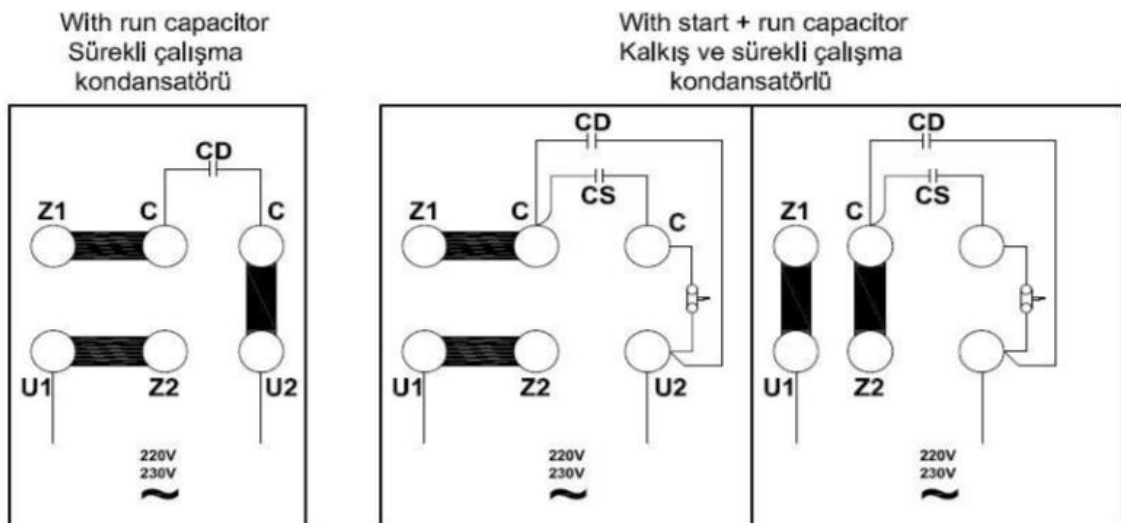 With run capacitor
Sürekli çalışma
kondansatörü
CD
Z1 C C
U1 Z2 U2
220V
230V
~
With start + run capacitor
Kalkış ve sürekli çalışma
kondansatörlü
CD
CS
Z1 C C
U1 Z2 U2
220V
230V
~
CD
CS
Z1 C
U1 Z2
220V
230V
~